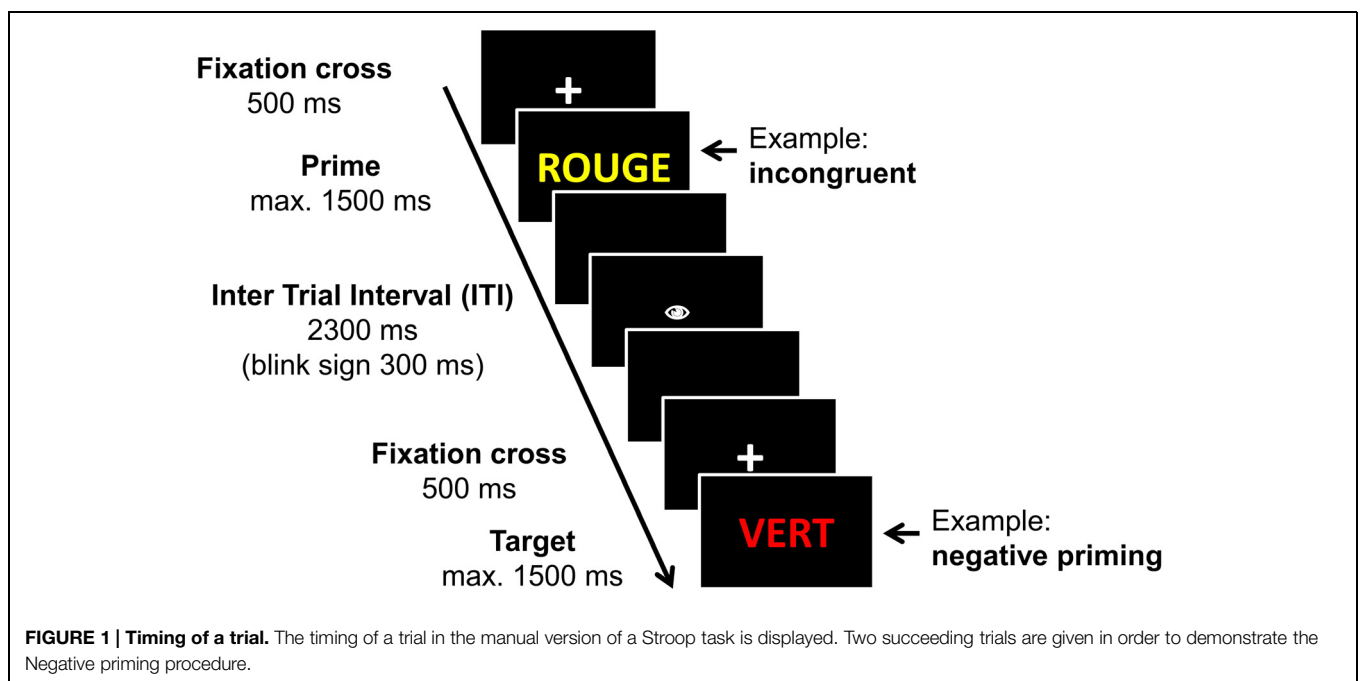 Fixation cross
500 ms
ROUGE
Example:
incongruent
Prime
max. 1500 ms
Inter Trial Interval (ITI)
2300 ms
(blink sign 300 ms)
Fixation cross
500 ms
VERT
Example:
negative priming
Target
max. 1500 ms
FIGURE 1 | Timing of a trial. The timing of a trial in the manual version of a Stroop task is displayed. Two succeeding trials are given in order to demonstrate the
Negative priming procedure.